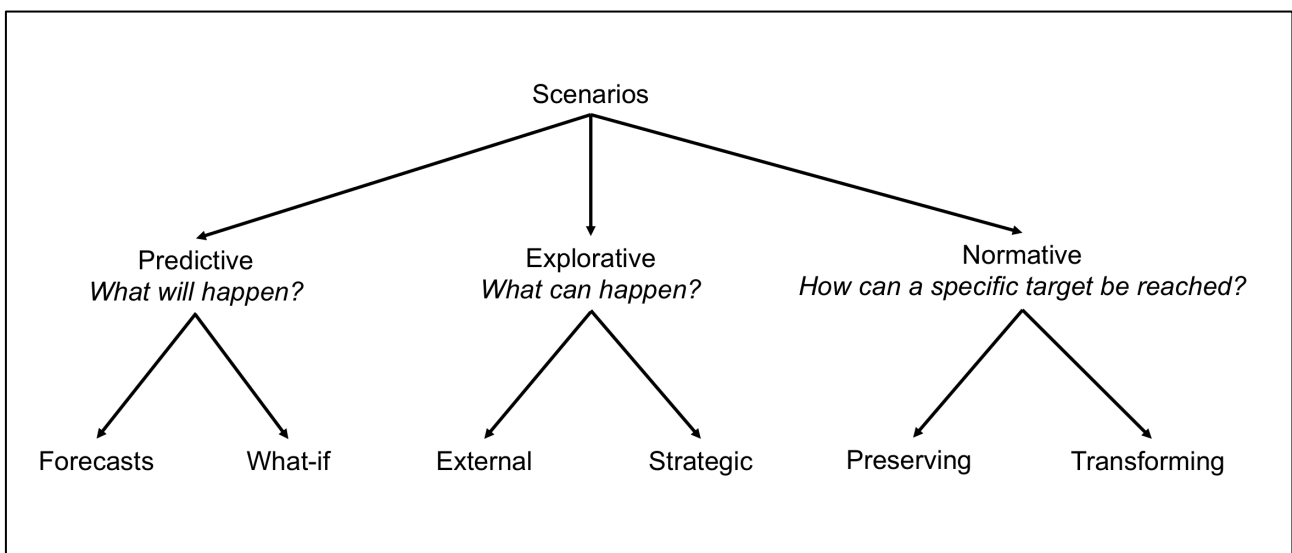 Scenarios
Predictive
What will happen?
Explorative
What can happen?
Normative
How can a specific target be reached?
Forecasts
What-if
External
Strategic
Preserving
Transforming